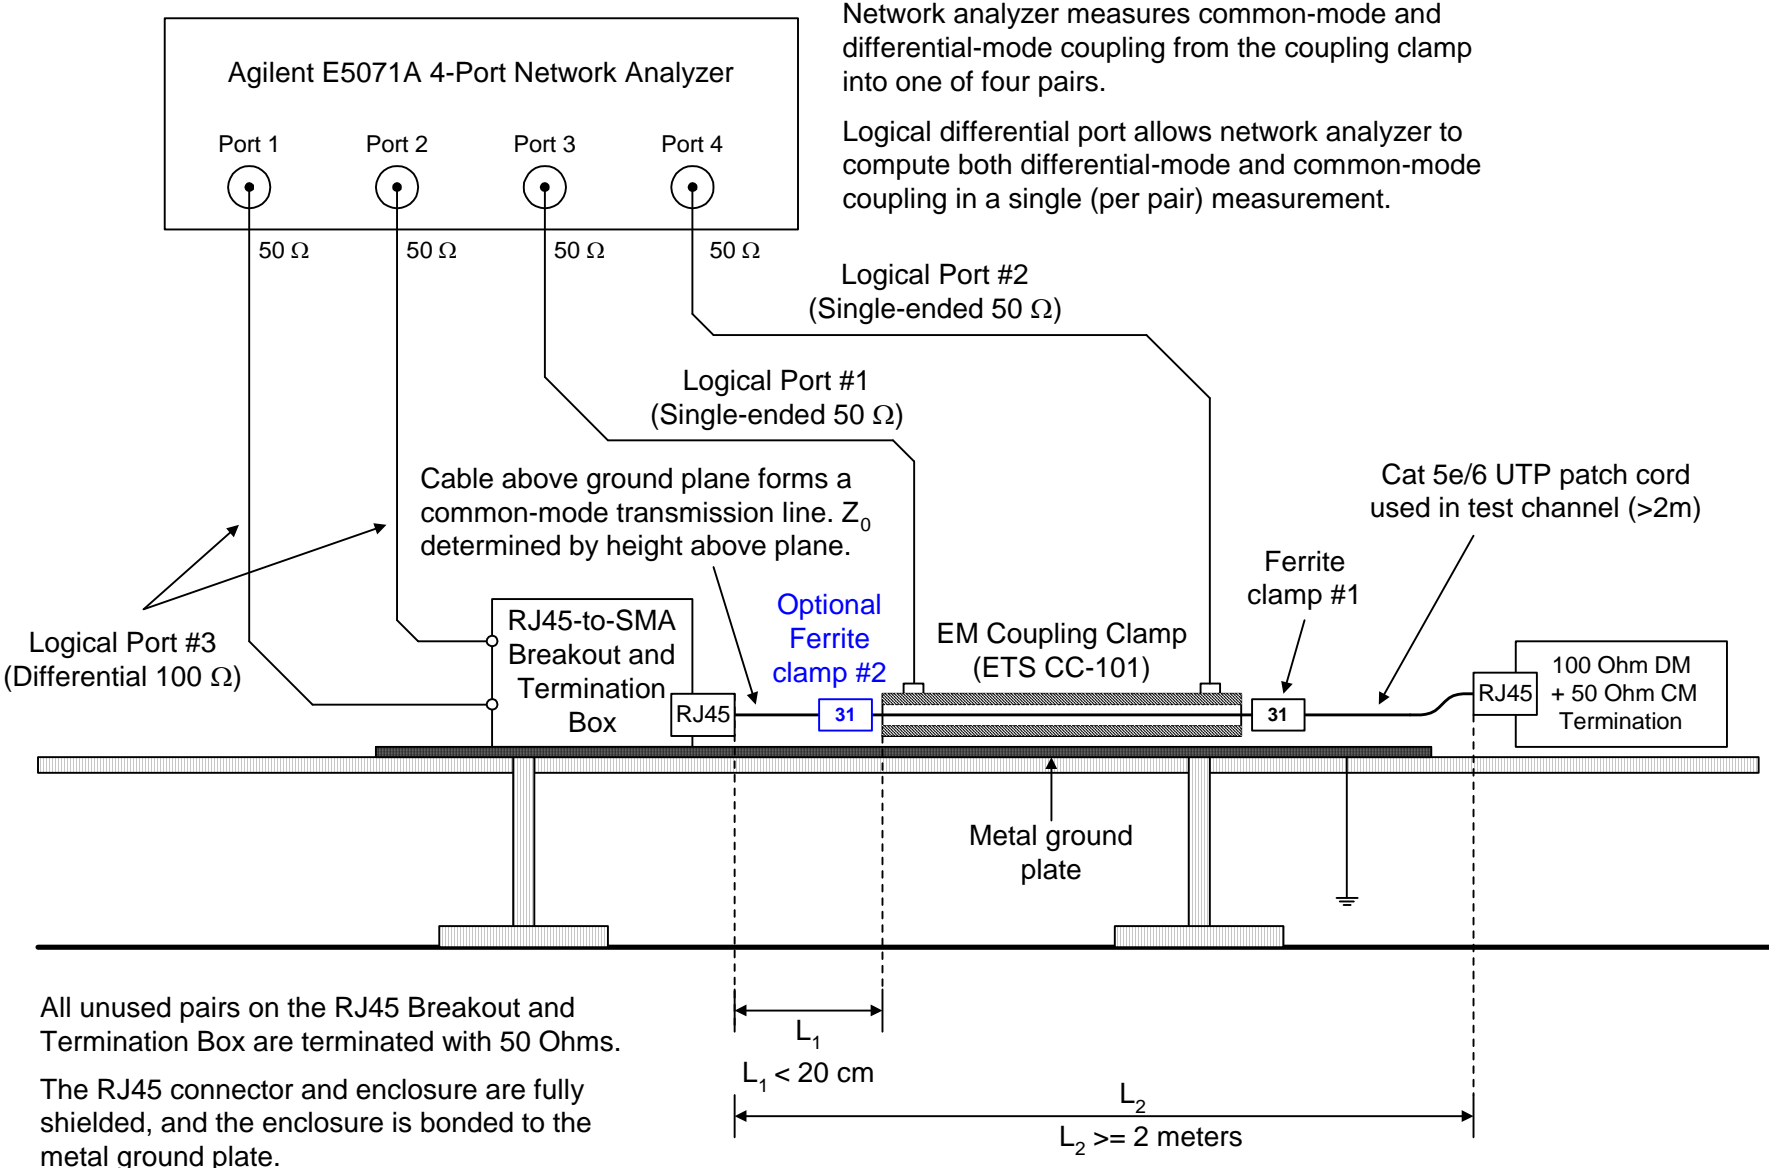 Network analyzer measures common-mode and
differential-mode coupling from the coupling clamp
into one of four pairs.
Logical differential port allows network analyzer to
compute both differential-mode and common-mode
coupling in a single (per pair) measurement.
Agilent E5071A 4-Port Network Analyzer
Port 1
Port 2
Port 3
Port 4
50 Ω
50 Ω
50 Ω
50 Ω
Logical Port #2
(Single-ended 50 Ω)
Logical Port #1
(Single-ended 50 Ω)
Cable above ground plane forms a
common-mode transmission line. Z0
determined by height above plane.
Cat 5e/6 UTP patch cord
used in test channel (>2m)
Ferrite
clamp #1
Optional
Ferrite
clamp #2
EM Coupling Clamp
(ETS CC-101)
Logical Port #3
(Differential 100 Ω)
RJ45-to-SMA
Breakout and
Termination
Box
RJ45
31
31
RJ45
100 Ohm DM
+ 50 Ohm CM
Termination
Metal ground
plate
L1
L1 < 20 cm
L2
L2 >= 2 meters
All unused pairs on the RJ45 Breakout and
Termination Box are terminated with 50 Ohms.
The RJ45 connector and enclosure are fully
shielded, and the enclosure is bonded to the
metal ground plate.